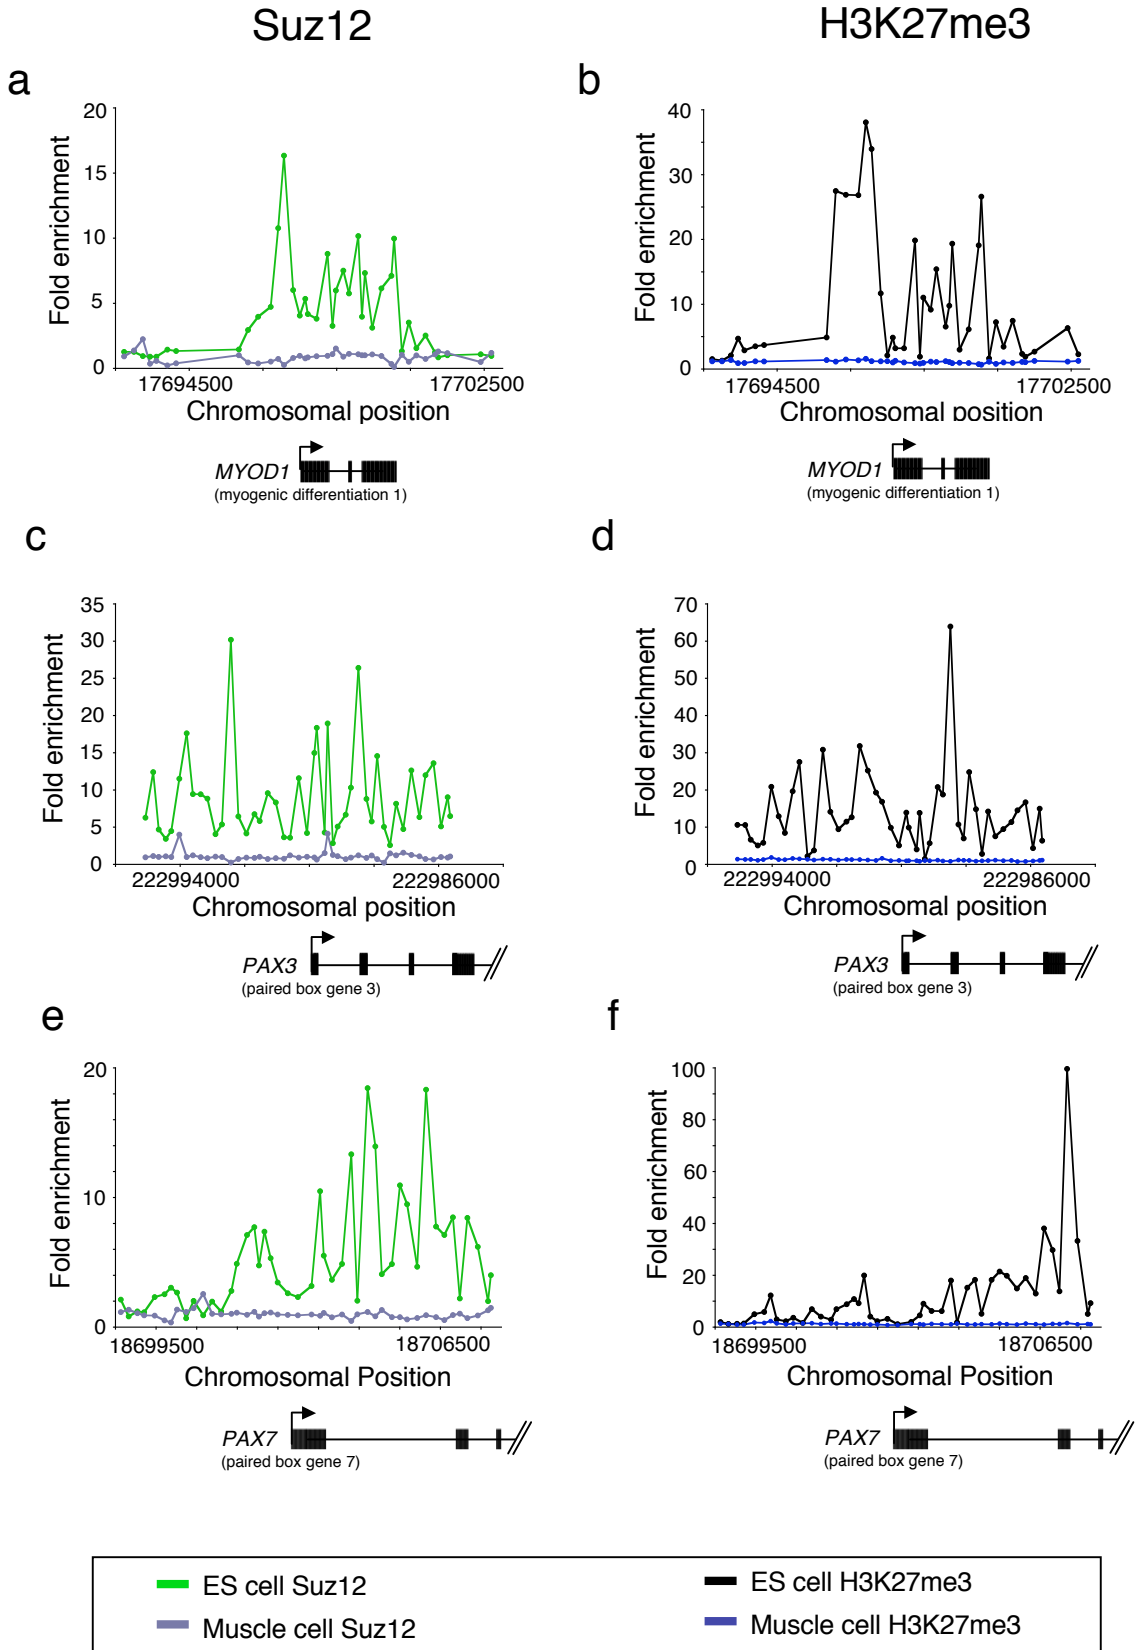 Suz12
H3K27me3
a
b
20
15
10
5
0
Fold enrichment
17694500
17702500
Chromosomal position
MYOD1
(myogenic differentiation 1)
40
30
20
10
0
Fold enrichment
17694500
17702500
Chromosomal position
MYOD1
(myogenic differentiation 1)
c
d
35
30
25
20
15
10
5
0
Fold enrichment
222994000
222986000
Chromosomal position
PAX3
(paired box gene 3)
70
60
50
40
30
20
10
0
Fold enrichment
222994000
222986000
Chromosomal position
PAX3
(paired box gene 3)
e
f
20
10
0
Fold enrichment
18699500
18706500
Chromosomal Position
PAX7
(paired box gene 7)
100
80
60
40
20
0
Fold enrichment
18699500
18706500
Chromosomal Position
PAX7
(paired box gene 7)
ES cell Suz12
Muscle cell Suz12
ES cell H3K27me3
Muscle cell H3K27me3